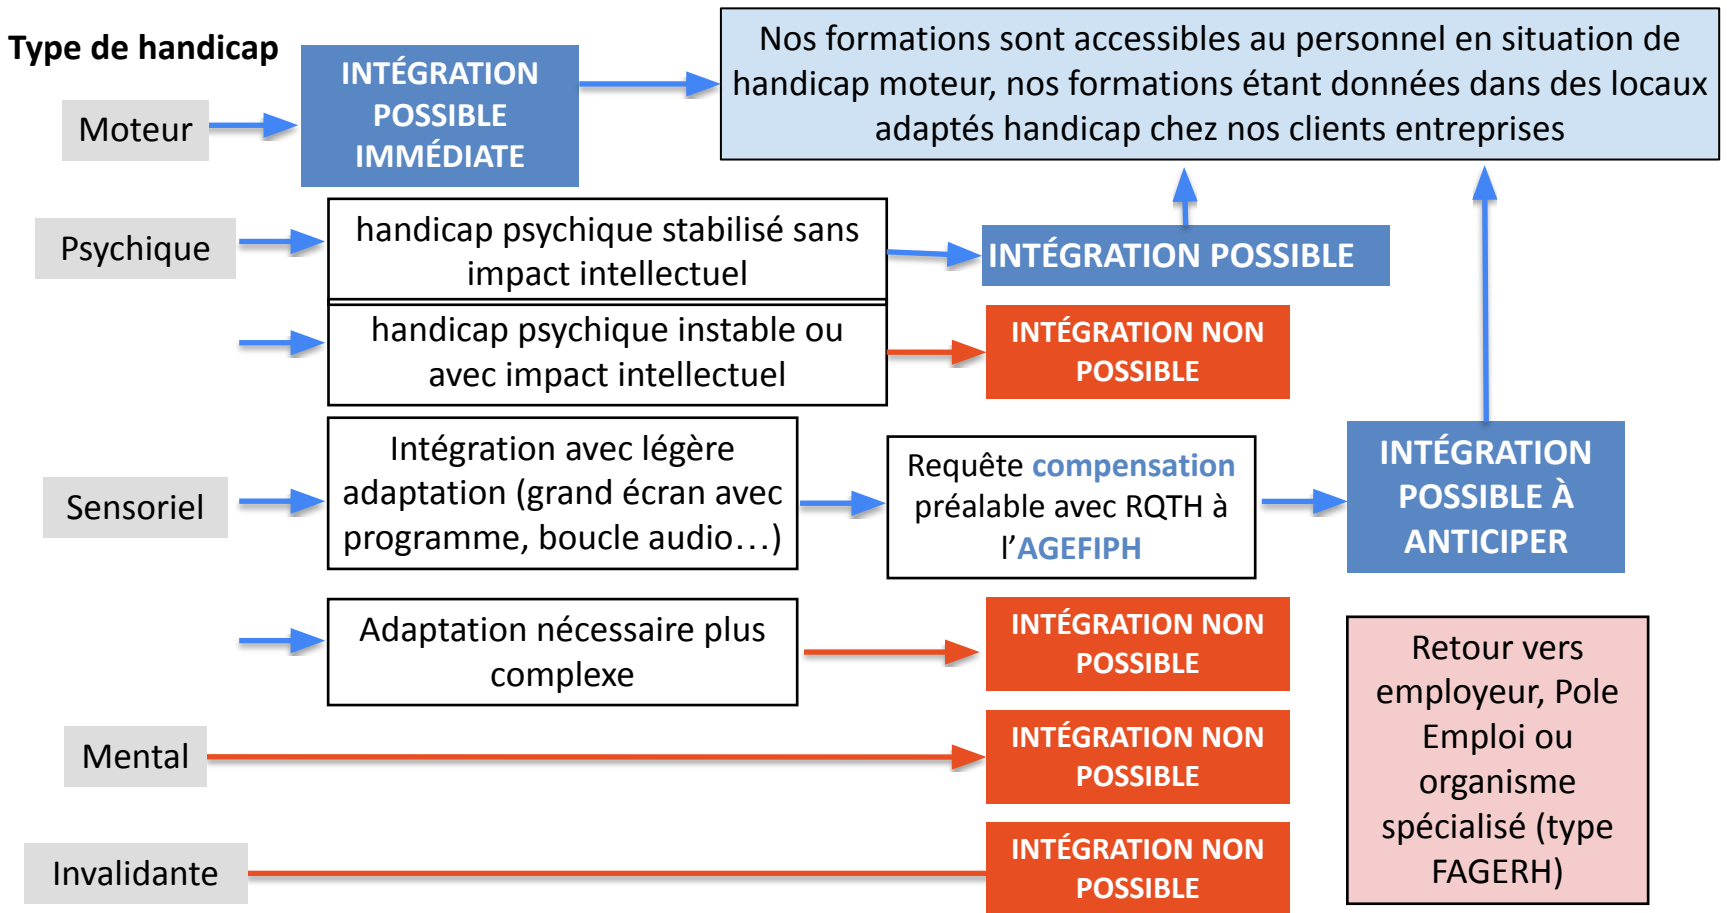 Type de handicap
Moteur
INTÉGRATION
POSSIBLE
IMMÉDIATE
Nos formations sont accessibles au personnel en situation de
handicap moteur, nos formations étant données dans des locaux
adaptés handicap chez nos clients entreprises
Psychique
handicap psychique stabilisé sans
impact intellectuel
INTÉGRATION POSSIBLE
handicap psychique instable ou
avec impact intellectuel
INTÉGRATION NON
POSSIBLE
Sensoriel
Intégration avec légère
adaptation (grand écran avec
programme, boucle audio…)
Requête compensation
préalable avec RQTH à
l’AGEFIPH
INTÉGRATION
POSSIBLE À
ANTICIPER
Adaptation nécessaire plus
complexe
INTÉGRATION NON
POSSIBLE
Mental
INTÉGRATION NON
POSSIBLE
Invalidante
INTÉGRATION NON
POSSIBLE
Retour vers
employeur, Pole
Emploi ou
organisme
spécialisé (type
FAGERH)